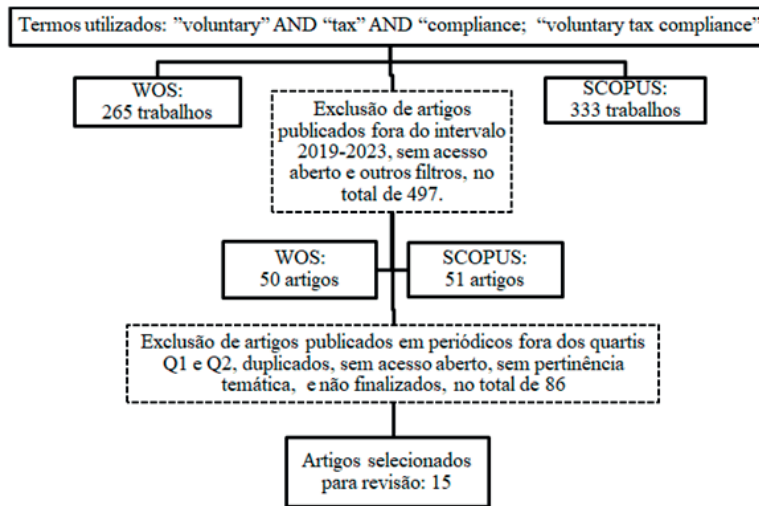 Termos utilizados: ”voluntary” AND “tax” AND “compliance; “voluntary tax compliance”
WOS:
265 trabalhos
SCOPUS:
333 trabalhos
Exclusão de artigos
publicados fora do intervalo
2019-2023, sem acesso
aberto e outros filtros, no
total de 497.
WOS:
50 artigos
SCOPUS:
51 artigos
Exclusão de artigos publicados em periódicos fora dos quartis
Q1 e Q2, duplicados, sem acesso aberto, sem pertinência
temática, e não finalizados, no total de 86
Artigos selecionados
para revisão: 15